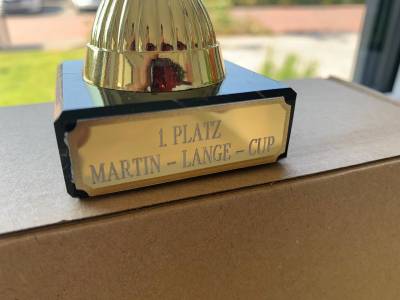 1. PLATZ
MARTIN – LANGE – CUP